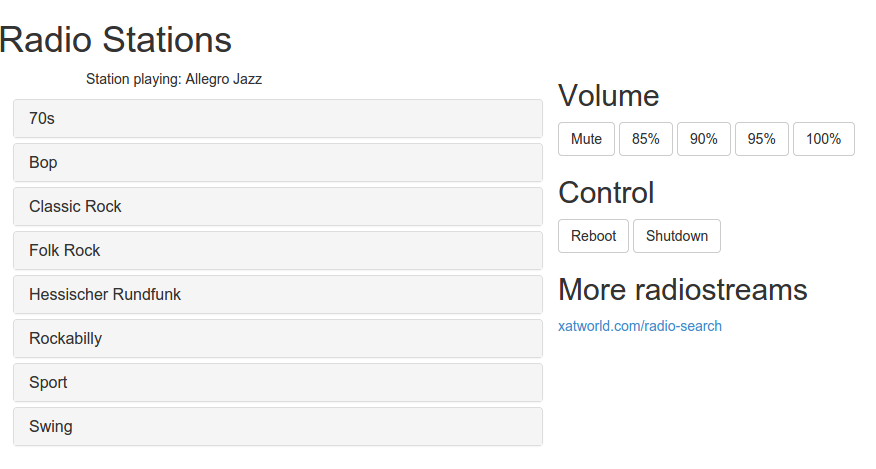 Radio Stations
Station playing: Allegro Jazz
70s
Bop
Classic Rock
Folk Rock
Hessischer Rundfunk
Rockabilly
Sport
Swing
Volume
Mute 85% 90% 95% 100%
Control
Reboot Shutdown
More radiostreams
xatworld.com/radio-search